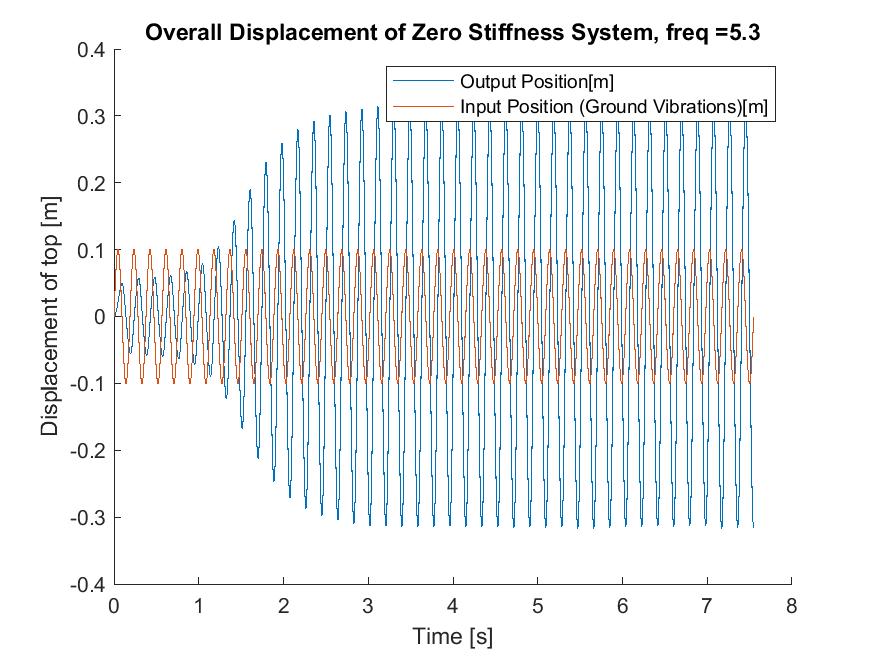 Overall Displacement of Zero Stiffness System, freq =5.3
Output Position[m]
Input Position (Ground Vibrations)[m]
Displacement of top [m]
0.4
0.3
0.2
0.1
0
-0.1
-0.2
-0.3
-0.4
0 1 2 3 4 5 6 7 8
Time [s]